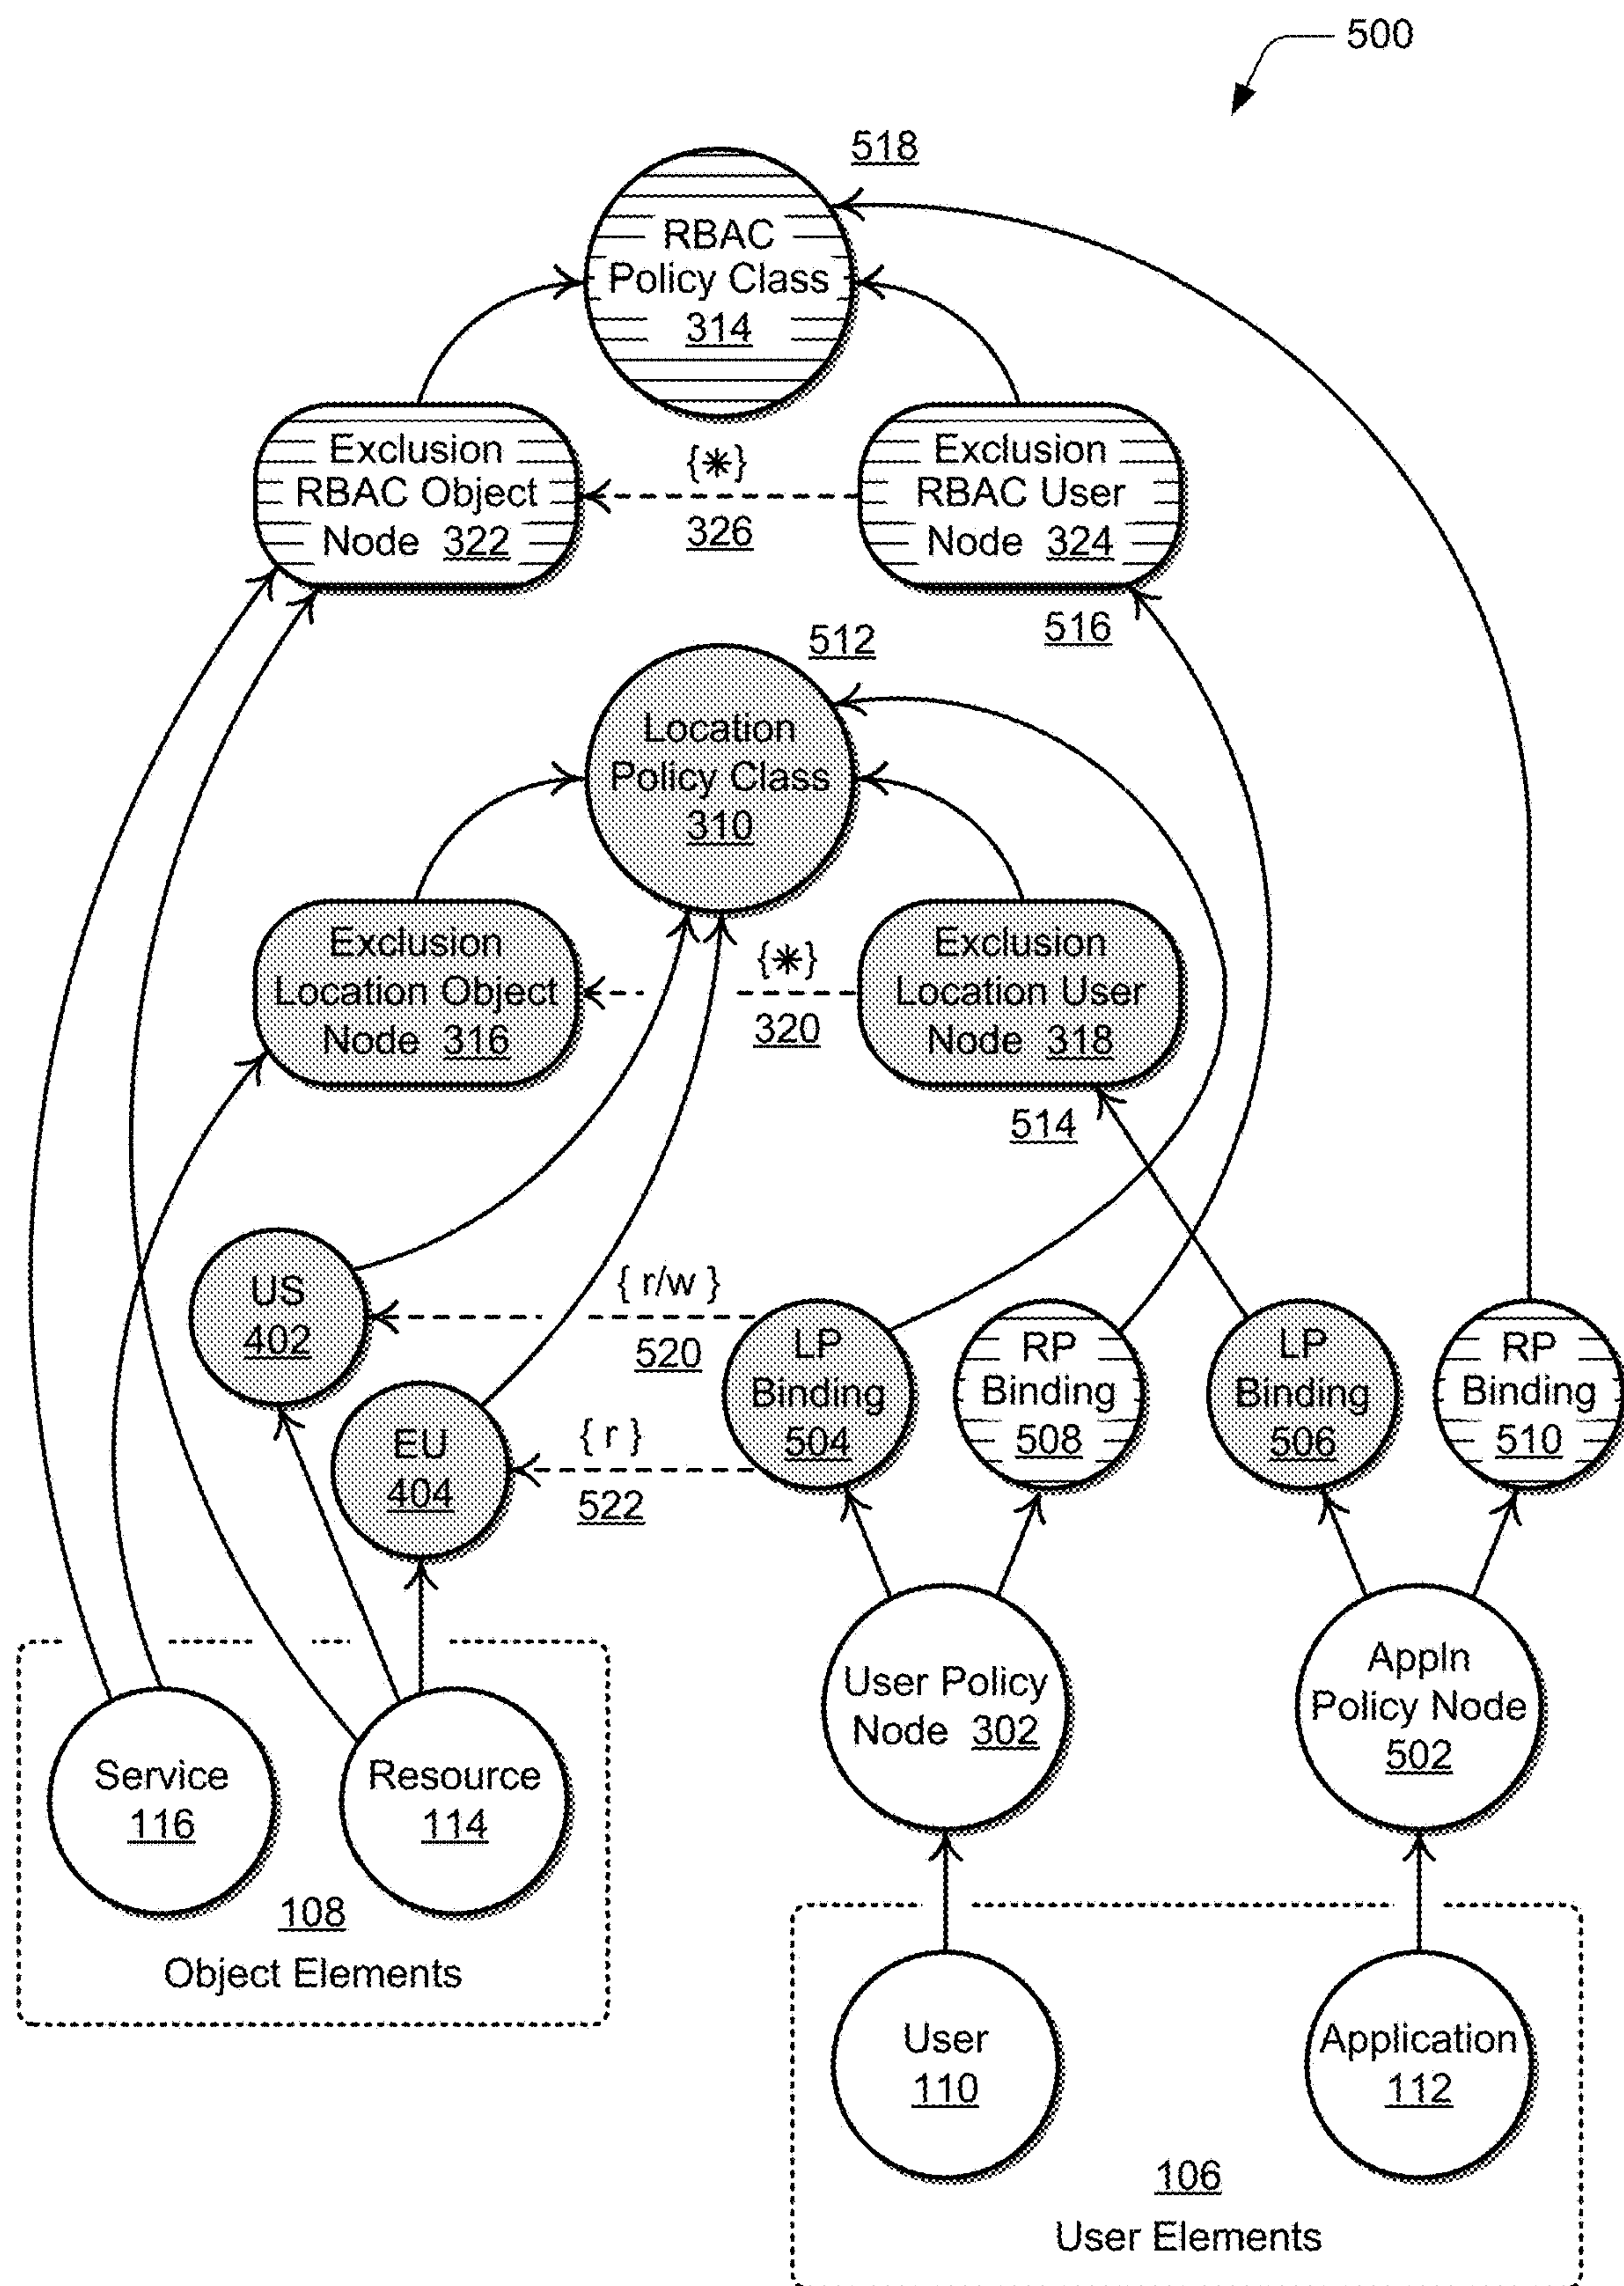 500
518
RBAC
Policy Class
314
Exclusion
RBAC Object
Node 322
{*}
326
Exclusion
RBAC User
Node 324
516
512
Location
Policy Class
310
Exclusion
Location Object
Node 316
{*}
320
Exclusion
Location User
Node 318
514
US
402
{ r/w }
520
LP
Binding
504
RP
Binding
508
LP
Binding
506
RP
Binding
510
EU
404
{ r }
522
User Policy
Node 302
Appln
Policy Node
502
Service
116
Resource
114
108
Object Elements
User
110
Application
112
106
User Elements